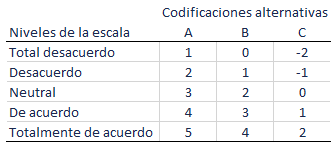 Codificaciones alternativas
Niveles de la escala A B C
Total desacuerdo 1 0 -2
Desacuerdo 2 1 -1
Neutral 3 2 0
De acuerdo 4 3 1
Totalmente de acuerdo 5 4 2